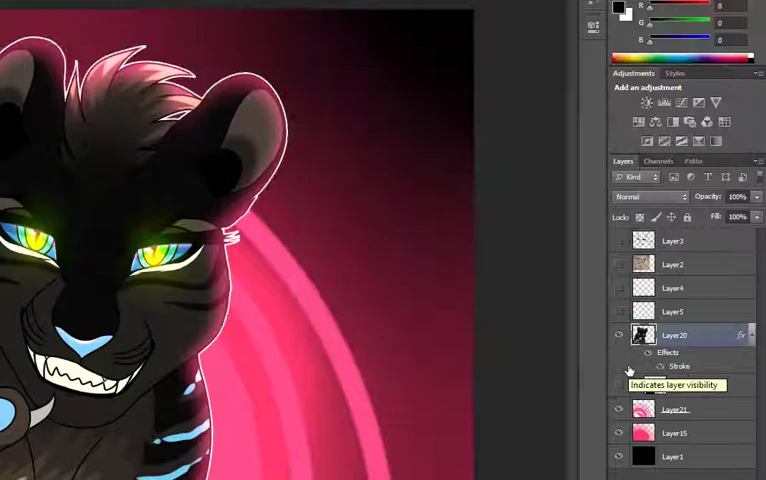 R
0
G
0
B
0
Adjustments Styles
Add an adjustment
Layers Channels Paths
Kind
Normal Opacity: 100%
Lock: Fill: 100%
Layer3
Layer2
Layer4
Layer5
Layer20 fx
Effects
Stroke
Indicates layer visibility
Layer21
Layer15
Layer1